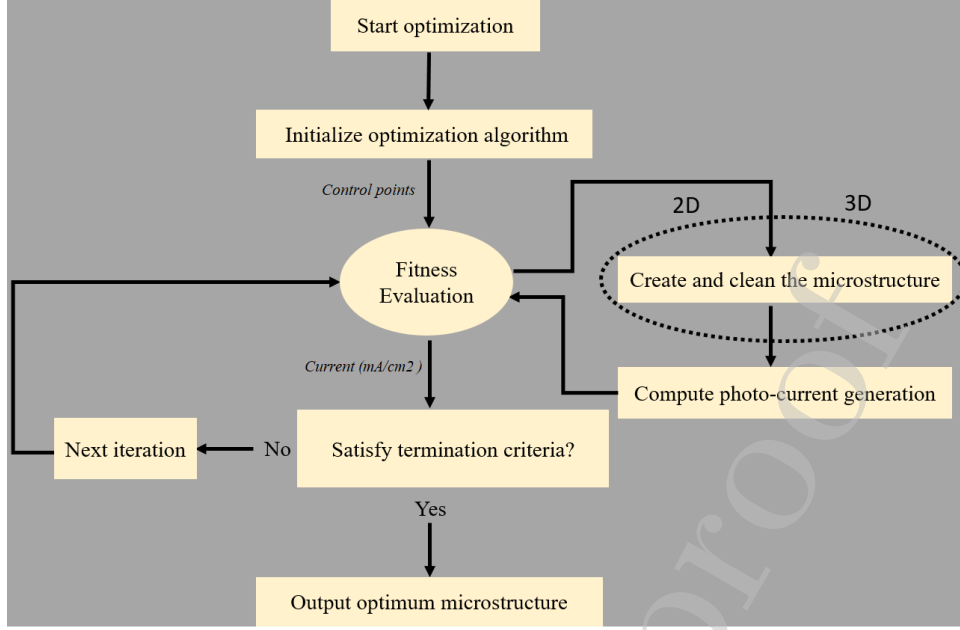 Start optimization
Initialize optimization algorithm
Control points
2D
3D
Fitness
Evaluation
Create and clean the microstructure
Current (mA/cm2 )
Compute photo-current generation
Next iteration
No
Satisfy termination criteria?
Yes
Output optimum microstructure
proof